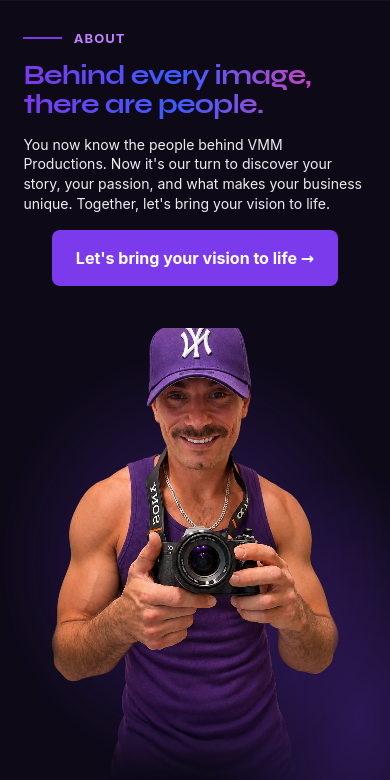 ABOUT
Behind every image,
there are people.
You now know the people behind VMM
Productions. Now it's our turn to discover your
story, your passion, and what makes your business
unique. Together, let's bring your vision to life.
Let's bring your vision to life →
NY
SONY